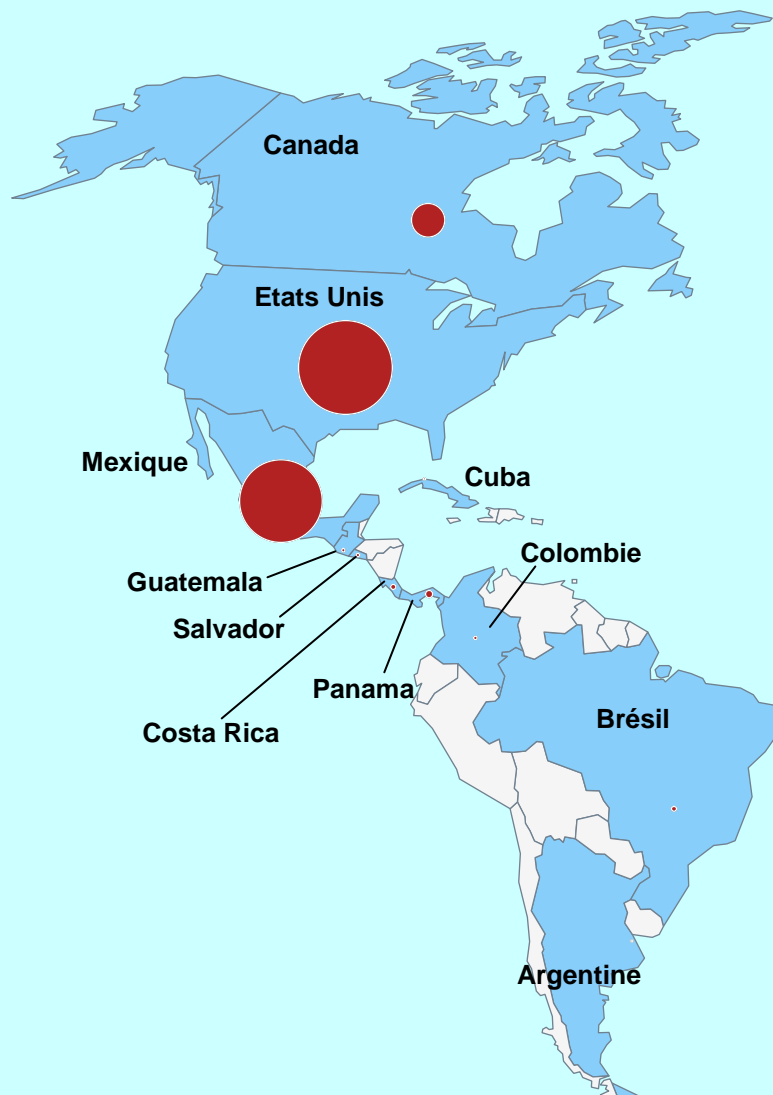 Canada
Etats Unis
Mexique
Cuba
Colombie
Guatemala
Salvador
Panama
Costa Rica
Brésil
Argentine